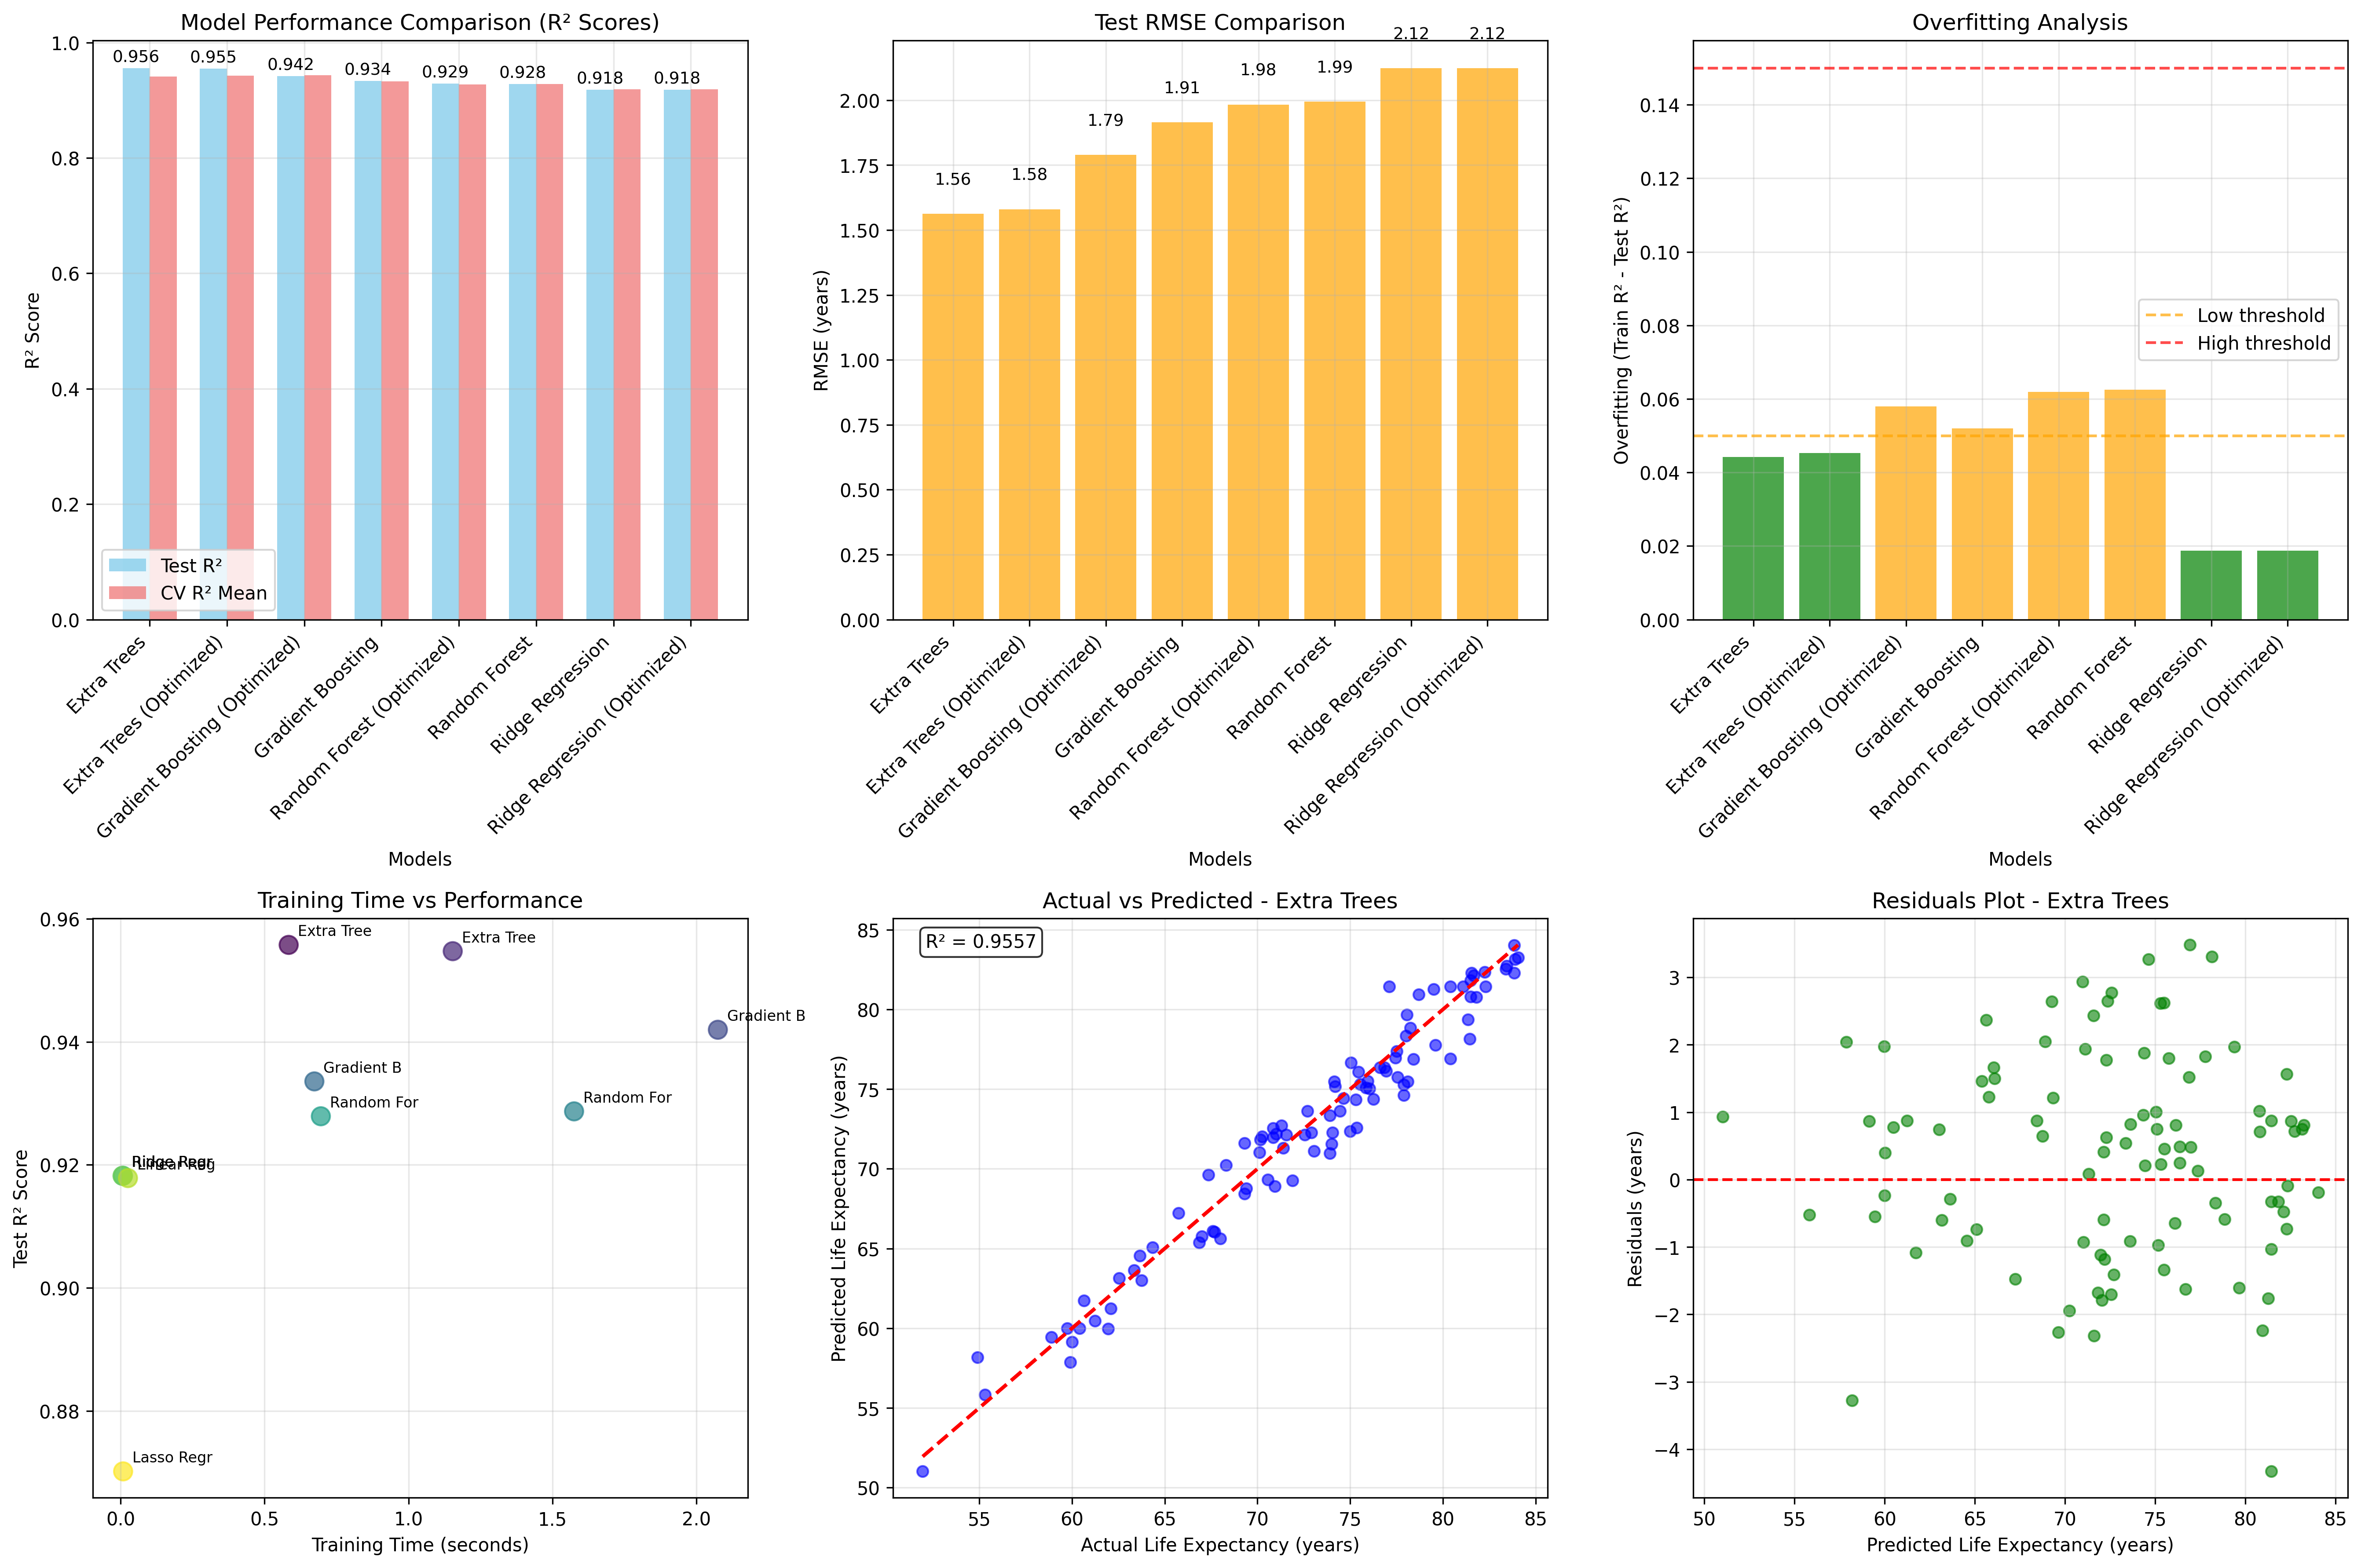 Model Performance Comparison (R² Scores)
R² Score
1.0
0.8
0.6
0.4
0.2
0.0
0.956
0.955
0.942
0.934
0.929
0.928
0.918
0.918
Test R²
CV R² Mean
Extra Trees
Extra Trees (Optimized)
Gradient Boosting (Optimized)
Gradient Boosting
Random Forest (Optimized)
Random Forest
Ridge Regression
Ridge Regression (Optimized)
Models
Test RMSE Comparison
RMSE (years)
2.00
1.75
1.50
1.25
1.00
0.75
0.50
0.25
0.00
1.56
1.58
1.79
1.91
1.98
1.99
2.12
2.12
Extra Trees
Extra Trees (Optimized)
Gradient Boosting (Optimized)
Gradient Boosting
Random Forest (Optimized)
Random Forest
Ridge Regression
Ridge Regression (Optimized)
Models
Overfitting Analysis
Overfitting (Train R² - Test R²)
0.14
0.12
0.10
0.08
0.06
0.04
0.02
0.00
Low threshold
High threshold
Extra Trees
Extra Trees (Optimized)
Gradient Boosting (Optimized)
Gradient Boosting
Random Forest (Optimized)
Random Forest
Ridge Regression
Ridge Regression (Optimized)
Models
Training Time vs Performance
Test R² Score
0.96
0.94
0.92
0.90
0.88
Extra Tree
Extra Tree
Gradient B
Gradient B
Random For
Random For
Ridge Regr
Linear Reg
Lasso Regr
0.0
0.5
1.0
1.5
2.0
Training Time (seconds)
Actual vs Predicted - Extra Trees
Predicted Life Expectancy (years)
R² = 0.9557
85
80
75
70
65
60
55
50
55
60
65
70
75
80
85
Actual Life Expectancy (years)
Residuals Plot - Extra Trees
Residuals (years)
3
2
1
0
−1
−2
−3
−4
50
55
60
65
70
75
80
85
Predicted Life Expectancy (years)